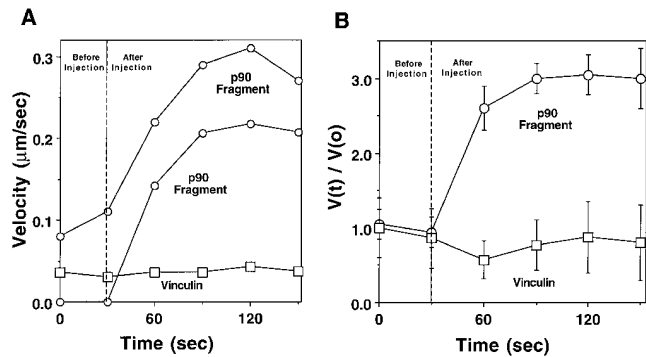 A
Velocity (μm/sec)
0.3
0.2
0.1
0.0
Before
Injection
After
Injection
p90
Fragment
p90
Fragment
Vinculin
0
60
120
Time (sec)
B
V(t) / V(o)
3.0
2.0
1.0
0.0
Before
Injection
After
Injection
p90
Fragment
Vinculin
0
60
120
Time (sec)